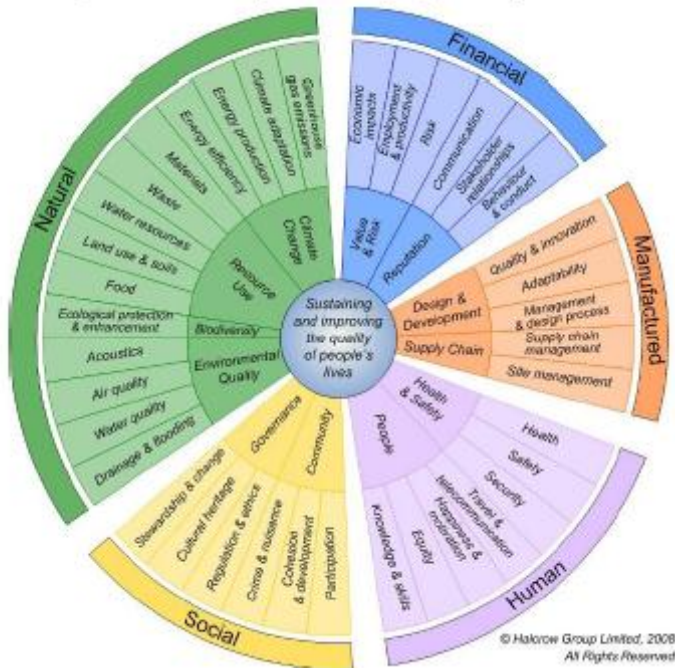 Sustaining
and improving
the quality
of people's
lives
Natural
Climate
Change
Greenhouse
gas emissions
Climate adaptation
Energy production
Energy efficiency
Resource
Use
Materials
Waste
Water resources
Land use & soils
Food
Biodiversity
Ecological protection
& enhancement
Environmental
Quality
Acoustics
Air quality
Water quality
Drainage & flooding
Financial
Value
& Risk
Economic
impacts
Employment
& productivity
Risk
Reputation
Communication
Stakeholder
relationships
Behaviour
& conduct
Manufactured
Design &
Development
Quality & innovation
Adaptability
Management
& design process
Supply Chain
Supply chain
management
Site management
Human
Health
& Safety
Health
Safety
Security
People
Travel &
telecommunication
Happiness &
motivation
Equity
Knowledge & skills
Social
Community
Participation
Cohesion
& development
Crime & nuisance
Governance
Regulation & ethics
Cultural heritage
Stewardship & change
© Halcrow Group Limited, 2008
All Rights Reserved